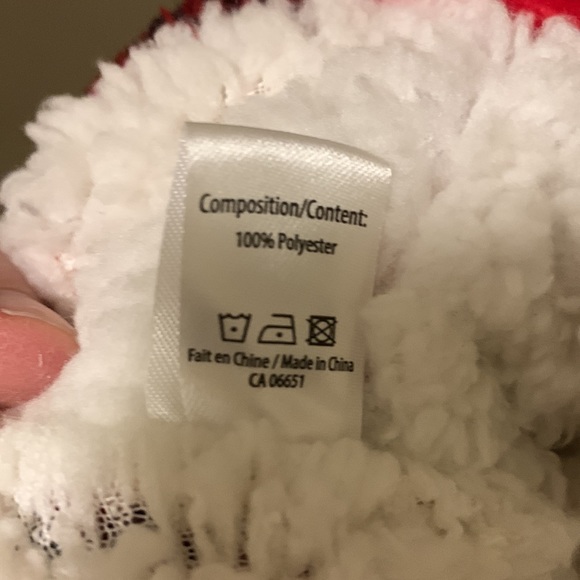 Composition/Content:
100% Polyester
Fait en Chine / Made in China
CA 06651